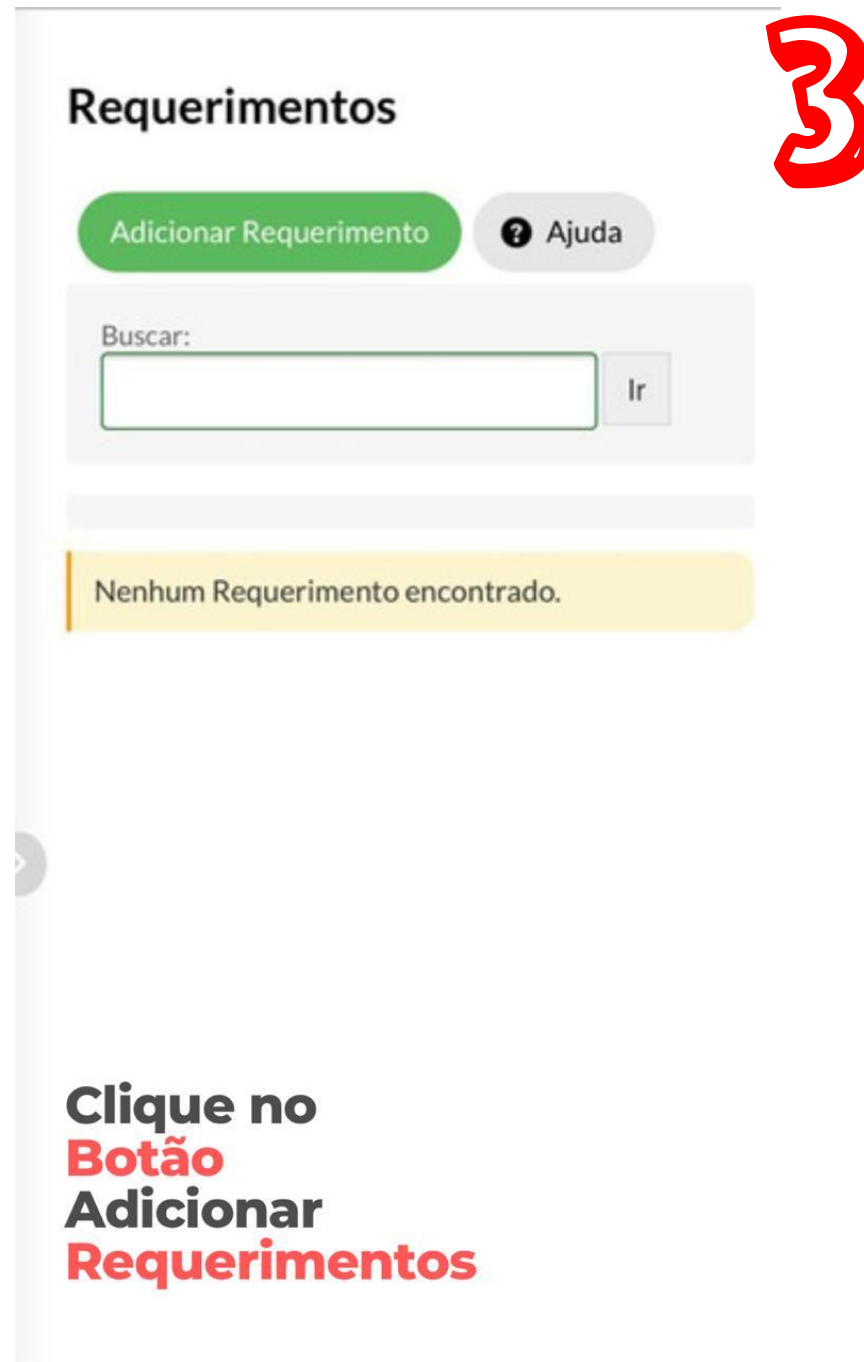 3
Requerimentos
Adicionar Requerimento
? Ajuda
Buscar:
Ir
Nenhum Requerimento encontrado.
Clique no
Botão
Adicionar
Requerimentos